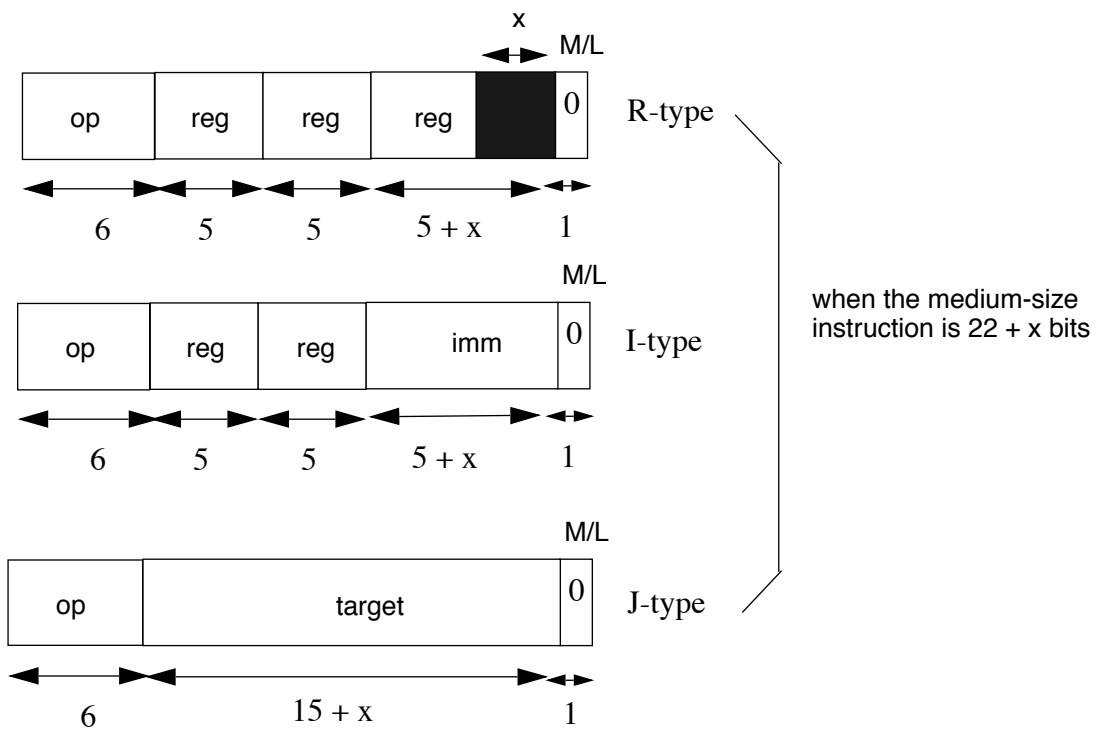 x
M/L
op reg reg reg 0 R-type
6 5 5 5 + x 1
M/L
when the medium-size
instruction is 22 + x bits
op reg reg imm 0 I-type
6 5 5 5 + x 1
M/L
op target 0 J-type
6 15 + x 1